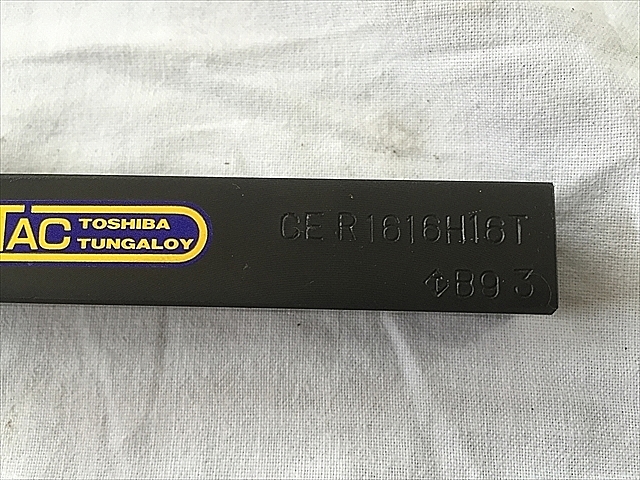 TAC TOSHIBA
TUNGALOY
CER1616H16T
B9 3